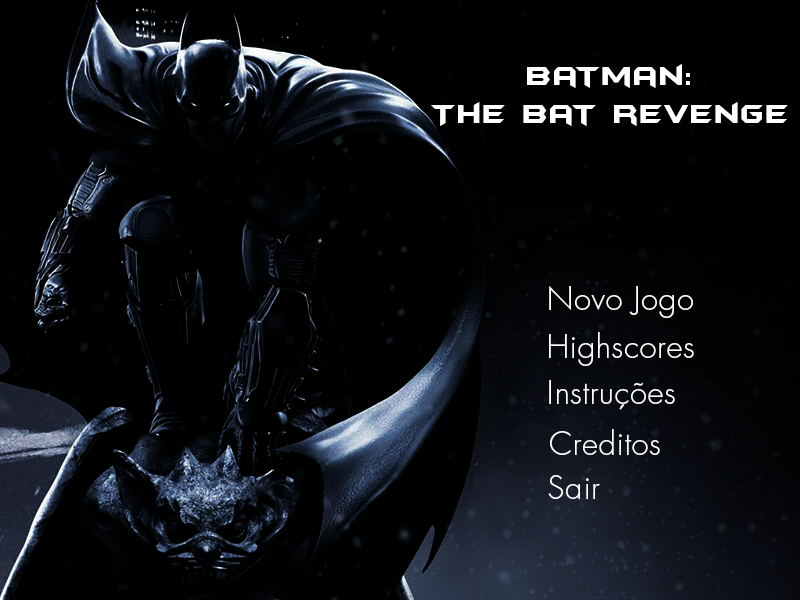 BATMAN:
THE BAT REVENGE
Novo Jogo
Highscores
Instruções
Creditos
Sair